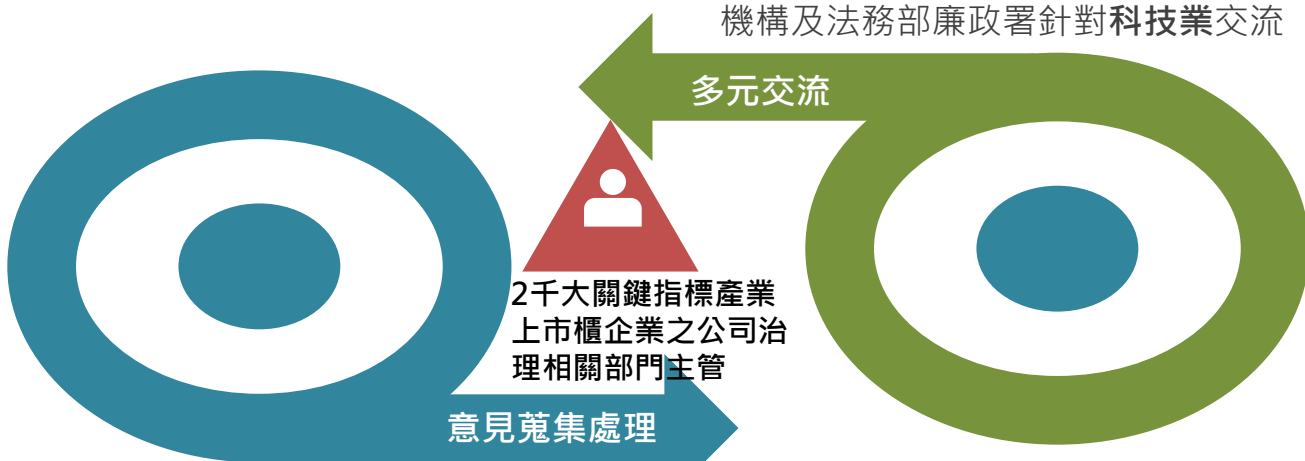 機構及法務部廉政署針對科技業交流
多元交流
2千大關鍵指標產業
上市櫃企業之公司治
理相關部門主管
意見蒐集處理